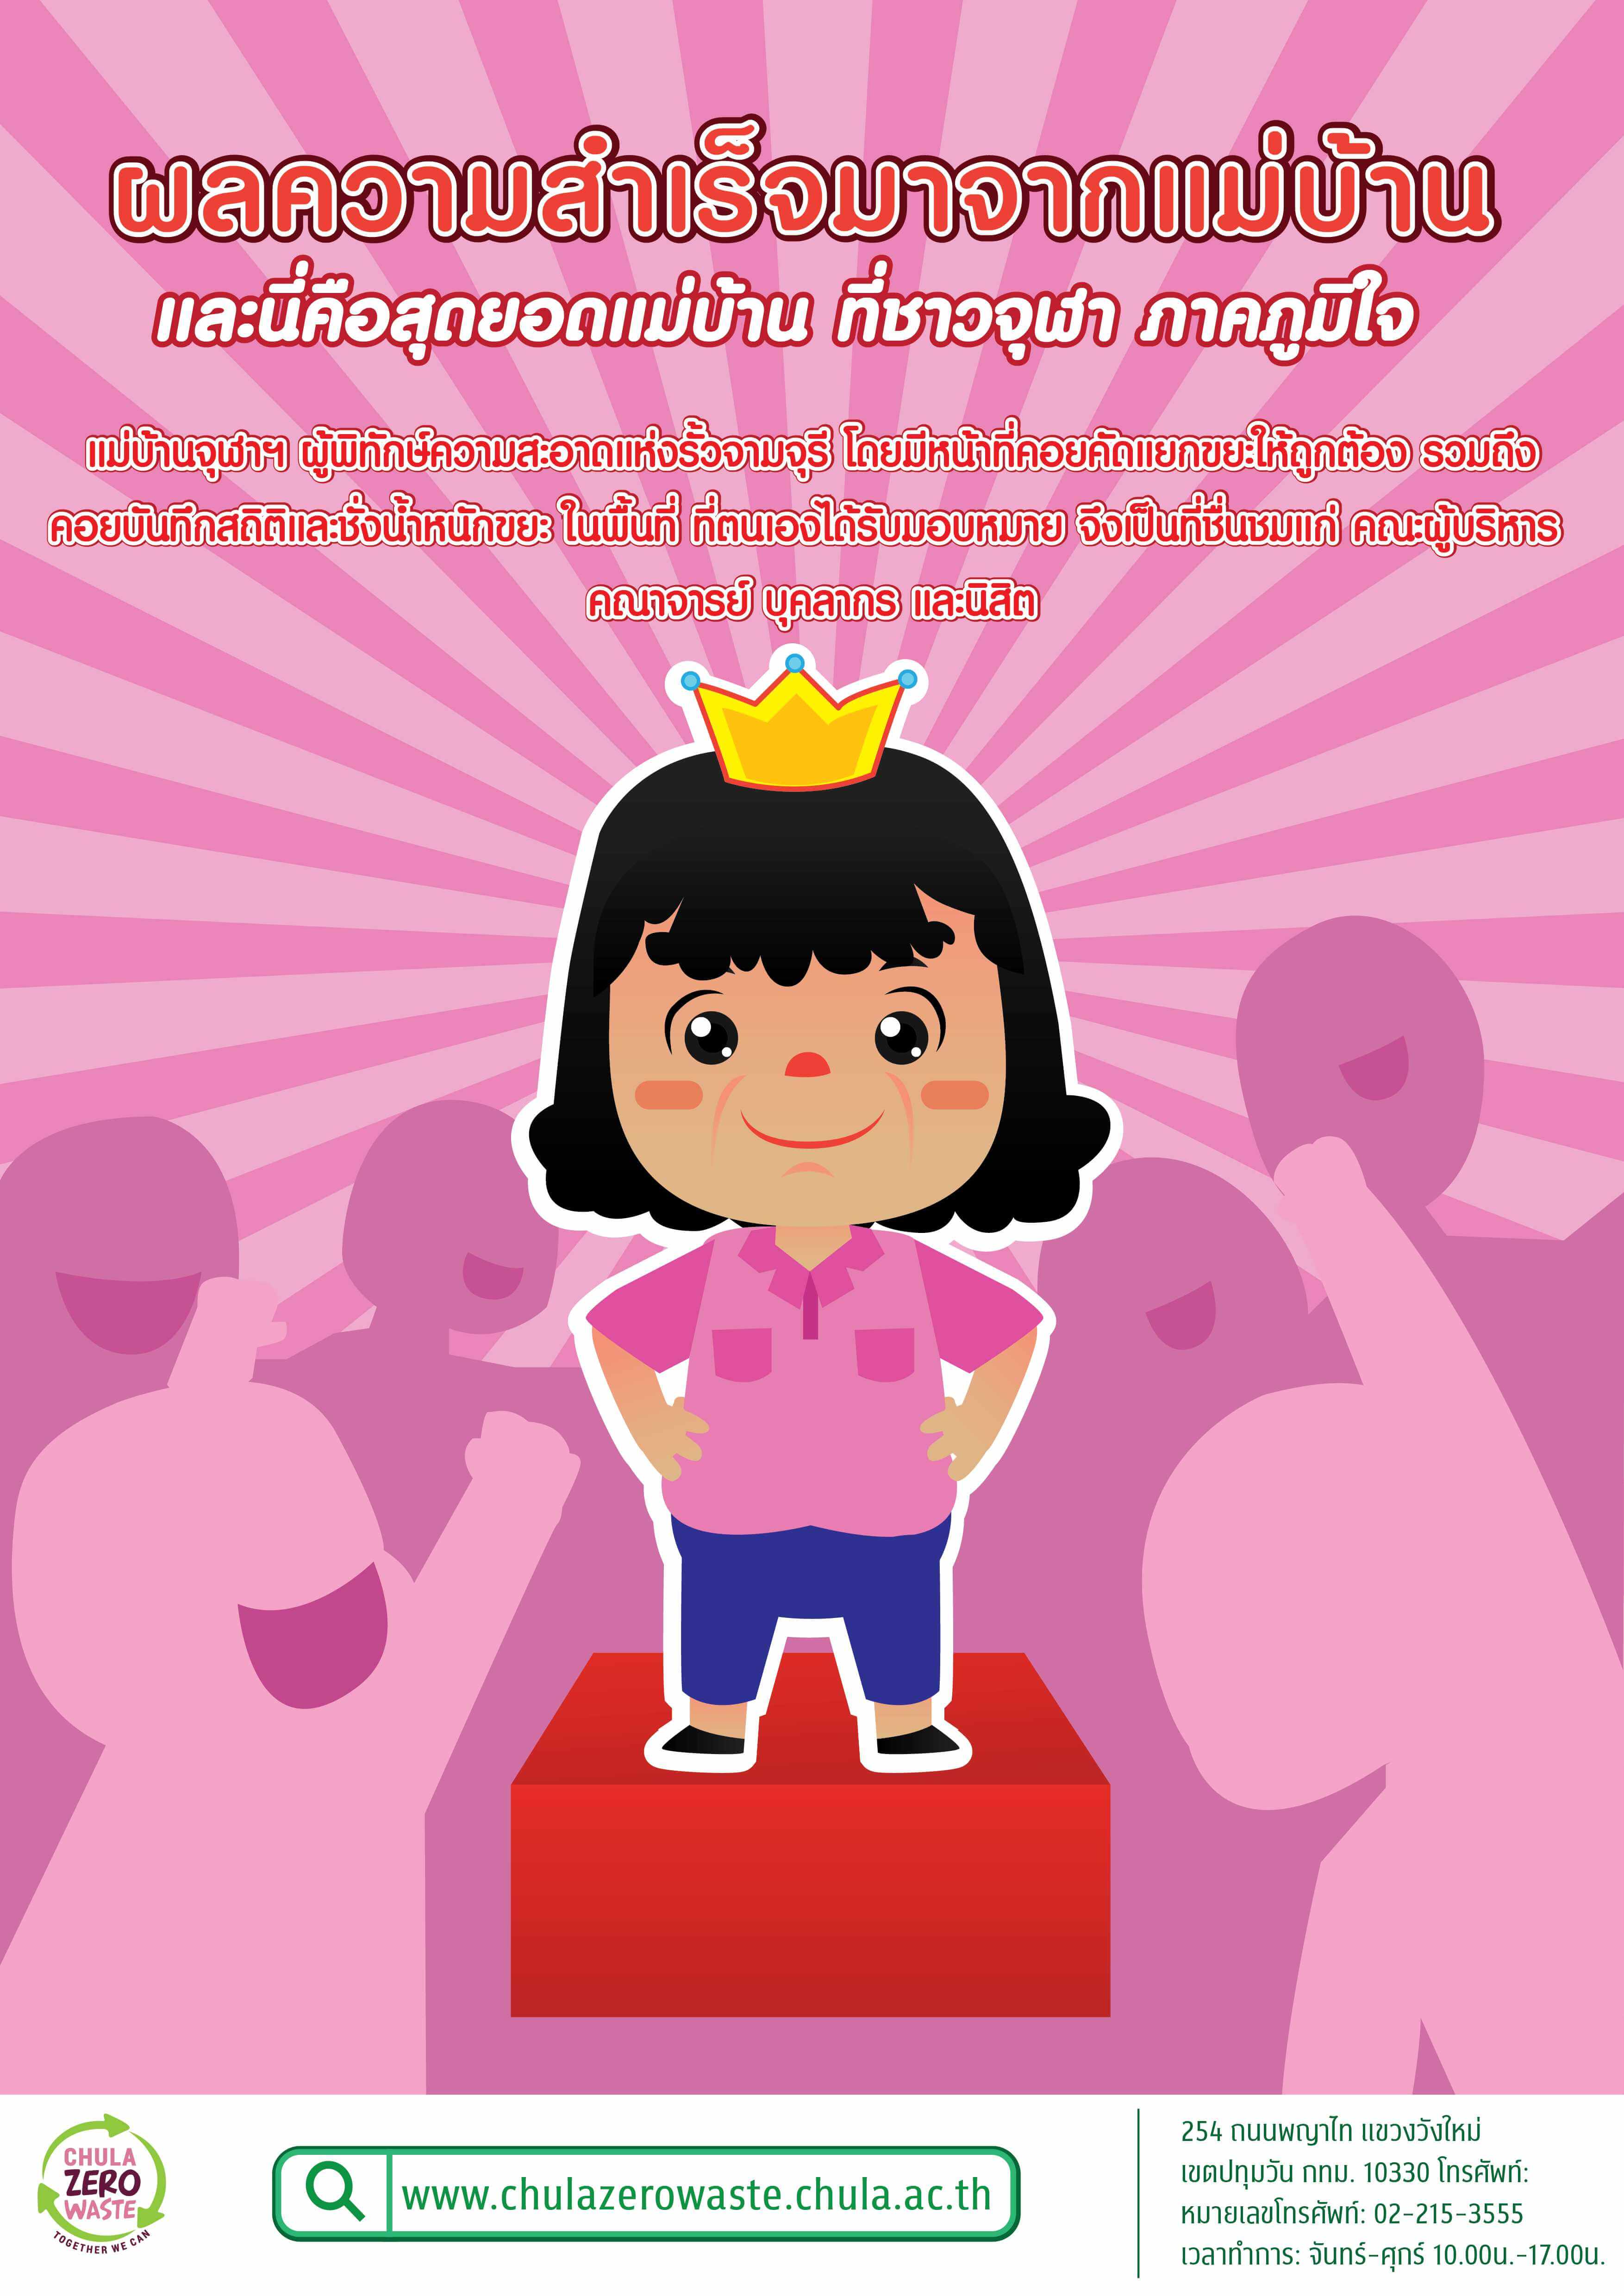 ผลความสำเร็จมาจากแม่บ้าน
และนี่คือสุดยอดแม่บ้าน ที่ชาวจุฬา ภาคภูมิใจ
แม่บ้านจุฬาฯ ผู้พิทักษ์ความสะอาดแห่งรั้วจามจุรี โดยมีหน้าที่คอยคัดแยกขยะให้ถูกต้อง รวมถึง
คอยบันทึกสถิติและชั่งน้ำหนักขยะ ในพื้นที่ ที่ตนเองได้รับมอบหมาย จึงเป็นที่ชื่นชมแก่ คณะผู้บริหาร
คณาจารย์ บุคลากร และนิสิต
CHULA
ZERO
WASTE
TOGETHER WE CAN
www.chulazerowaste.chula.ac.th
254 ถนนพญาไท แขวงวังใหม่
เขตปทุมวัน กทม. 10330 โทรศัพท์:
หมายเลขโทรศัพท์: 02-215-3555
เวลาทำการ: จันทร์-ศุกร์ 10.00น.-17.00น.